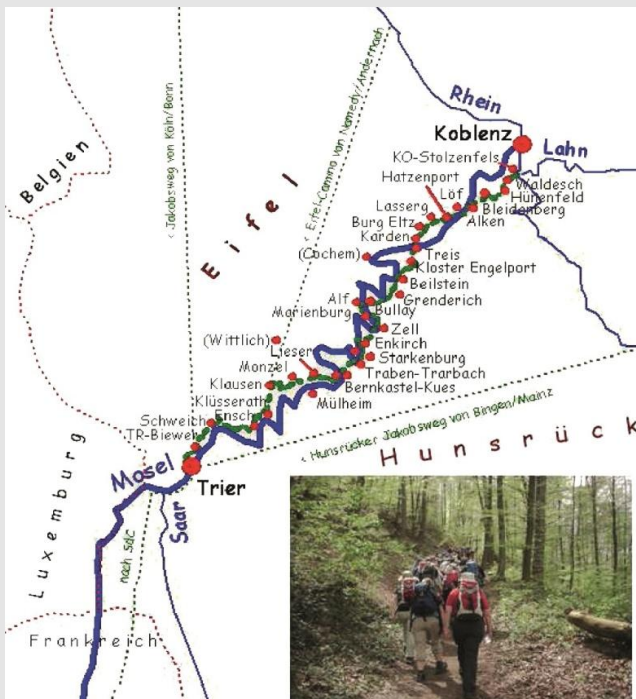 Rhein
Koblenz
Lahn
KO-Stolzenfels
Hatzenport
Waldesch
Löf
Hünenfeld
Lasserg
Bleidenberg
Burg Eltz
Alken
Karden
Treis
(Cochem)
Kloster Engelport
Beilstein
Grenderich
Alf
Bullay
Marienburg
Zell
(Wittlich)
Enkirch
Lieser
Starkenburg
Monzel
Traben-Trarbach
Klausen
Bernkastel-Kues
Klüsserath
Mülheim
Ensch
Schweich
TR-Biewer
Mosel
Trier
Saar
Belgien
Eifel
Luxemburg
Frankreich
Hunsrück
< Jakobsweg von Köln/Bonn
< Eifel-Camino von Namedy/Andernach
< Hunsrücker Jakobsweg von Bingen/Mainz
nach SdC